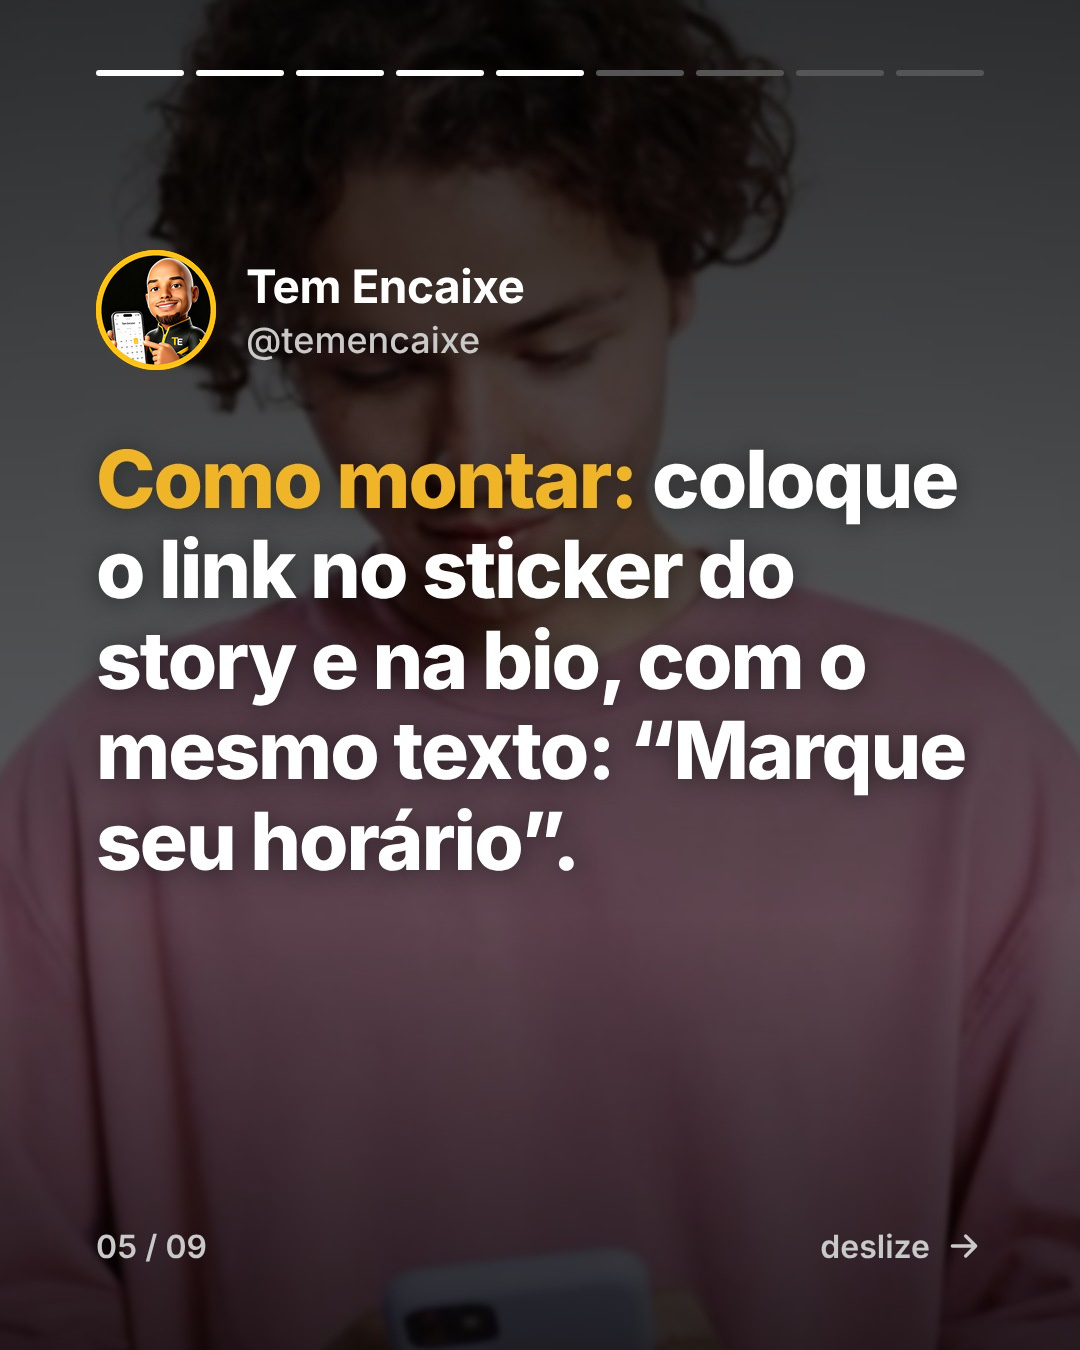 Tem Encaixe
@temencaixe
Como montar: coloque
o link no sticker do
story e na bio, com o
mesmo texto: “Marque
seu horário”.
05 / 09
deslize →